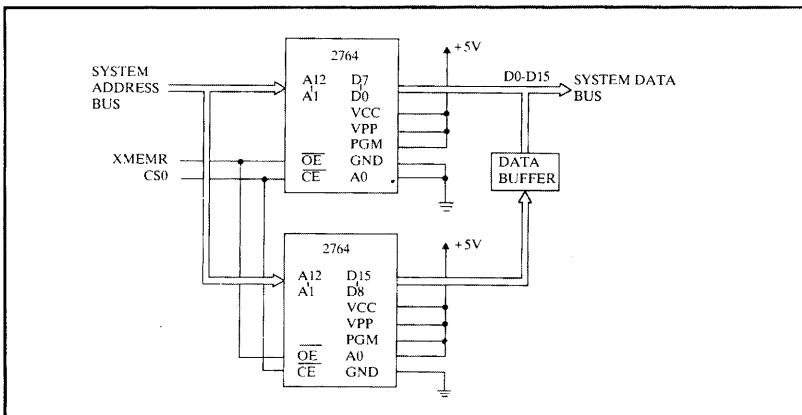 2764
+5V
SYSTEM
ADDRESS
BUS
A12 D7
A1 D0
D0-D15
SYSTEM DATA
BUS
VCC
VPP
PGM
XMEMR
OE GND
CS0
CE A0
DATA
BUFFER
2764
+5V
A12 D15
A1 D8
VCC
VPP
PGM
OE A0
CE GND